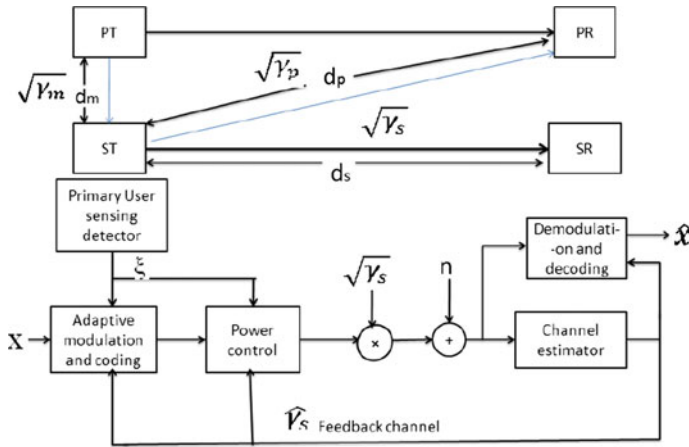 PT
PR
√γm
dm
√γp
dp
√γs
ST
SR
ds
Primary User
sensing
detector
ξ
Demodulati-
-on and
decoding
x̂
√γs
n
X
Adaptive
modulation
and coding
Power
control
×
+
Channel
estimator
γ̂s Feedback channel